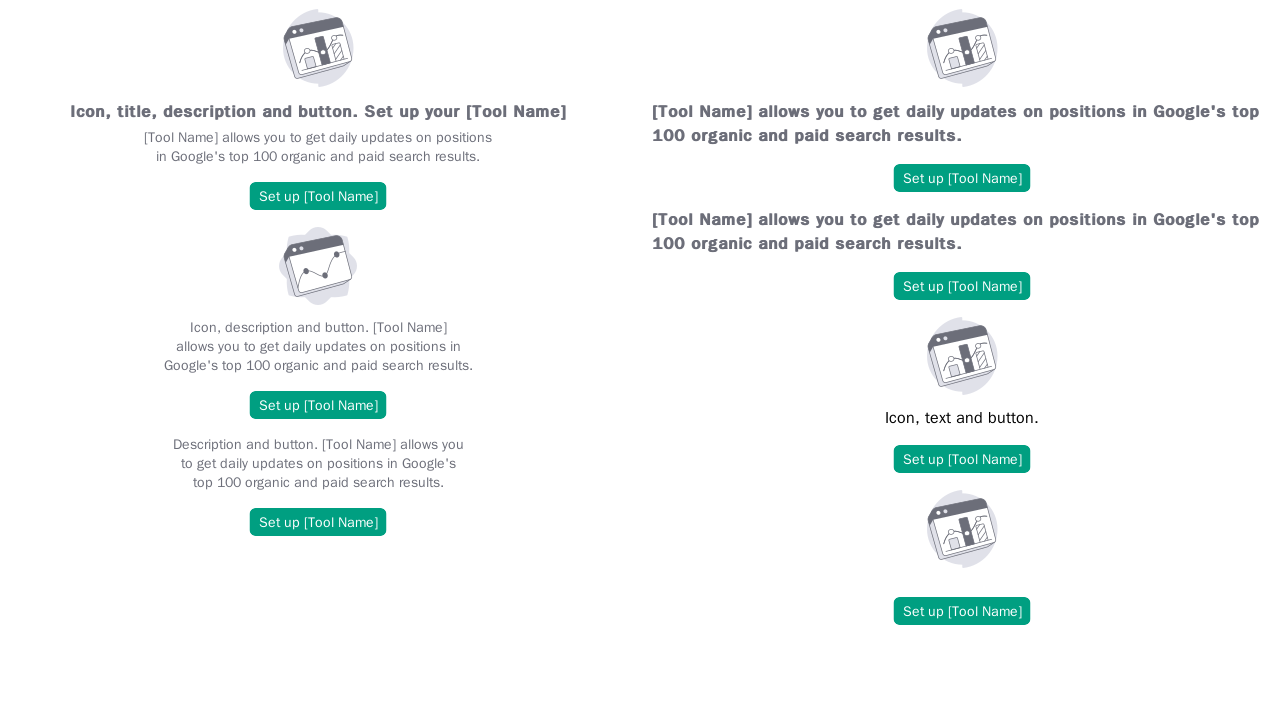 Icon, title, description and button. Set up your [Tool Name]
[Tool Name] allows you to get daily updates on positions
in Google's top 100 organic and paid search results.
Set up [Tool Name]
Icon, description and button. [Tool Name]
allows you to get daily updates on positions in
Google's top 100 organic and paid search results.
Set up [Tool Name]
Description and button. [Tool Name] allows you
to get daily updates on positions in Google's
top 100 organic and paid search results.
Set up [Tool Name]
[Tool Name] allows you to get daily updates on positions in Google's top
100 organic and paid search results.
Set up [Tool Name]
[Tool Name] allows you to get daily updates on positions in Google's top
100 organic and paid search results.
Set up [Tool Name]
Icon, text and button.
Set up [Tool Name]
Set up [Tool Name]